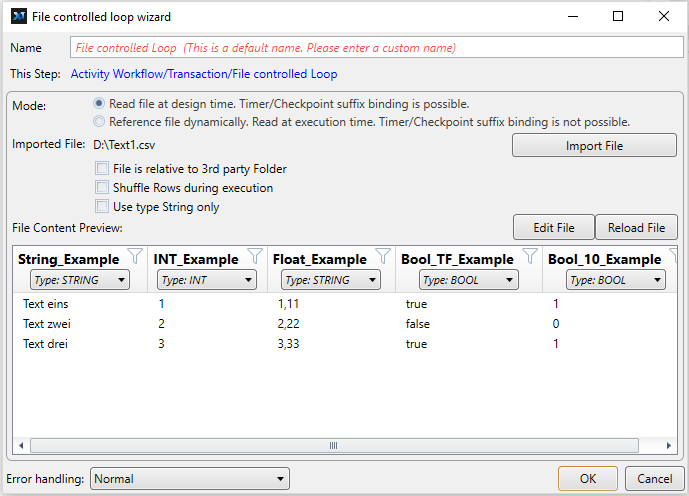 File controlled loop wizard
Name File controlled Loop (This is a default name. Please enter a custom name)
This Step: Activity Workflow/Transaction/File controlled Loop
Mode: Read file at design time. Timer/Checkpoint suffix binding is possible.
Reference file dynamically. Read at execution time. Timer/Checkpoint suffix binding is not possible.
Imported File: D:\Text1.csv Import File
File is relative to 3rd party Folder
Shuffle Rows during execution
Use type String only
File Content Preview: Edit File Reload File
String_Example INT_Example Float_Example Bool_TF_Example Bool_10_Example
Type: STRING Type: INT Type: STRING Type: BOOL Type: BOOL
Text eins 1 1,11 true 1
Text zwei 2 2,22 false 0
Text drei 3 3,33 true 1
Error handling: Normal OK Cancel